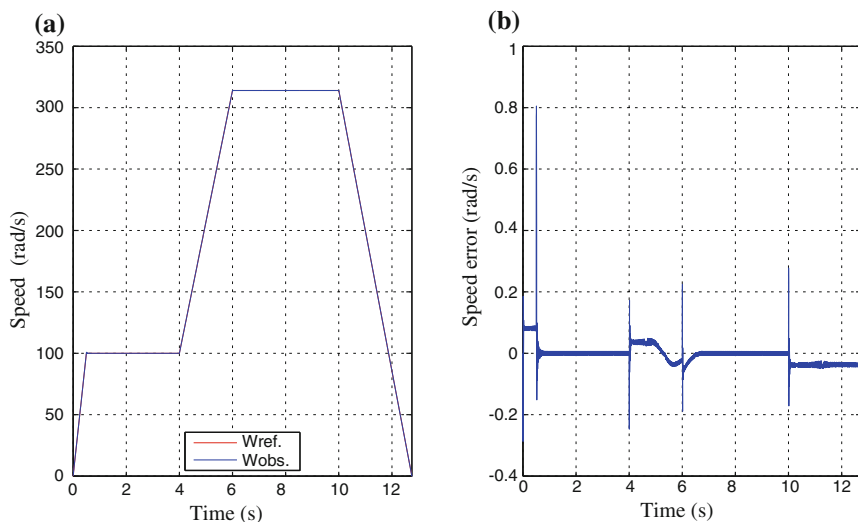 (a)
350
300
250
200
150
100
50
0
Speed (rad/s)
Wref.
Wobs.
0 2 4 6 8 10 12
Time (s)
(b)
1
0.8
0.6
0.4
0.2
0
-0.2
-0.4
Speed error (rad/s)
0 2 4 6 8 10 12
Time (s)